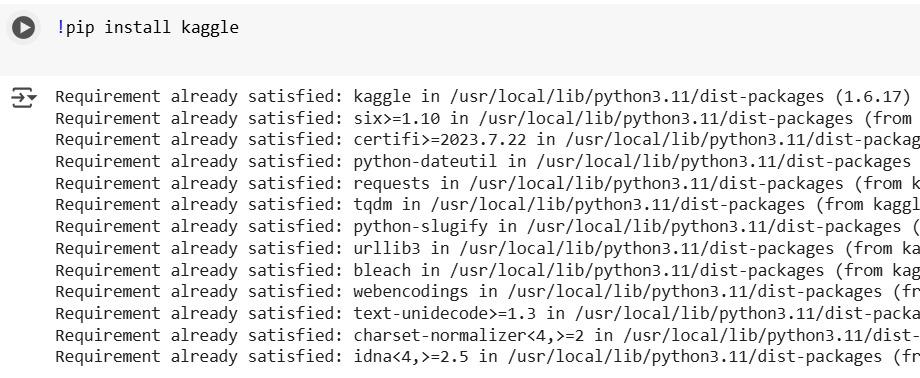 !pip install kaggle
Requirement already satisfied: kaggle in /usr/local/lib/python3.11/dist-packages (1.6.17)
Requirement already satisfied: six>=1.10 in /usr/local/lib/python3.11/dist-packages (from
Requirement already satisfied: certifi>=2023.7.22 in /usr/local/lib/python3.11/dist-packag
Requirement already satisfied: python-dateutil in /usr/local/lib/python3.11/dist-packages
Requirement already satisfied: requests in /usr/local/lib/python3.11/dist-packages (from k
Requirement already satisfied: tqdm in /usr/local/lib/python3.11/dist-packages (from kaggl
Requirement already satisfied: python-slugify in /usr/local/lib/python3.11/dist-packages (
Requirement already satisfied: urllib3 in /usr/local/lib/python3.11/dist-packages (from ka
Requirement already satisfied: bleach in /usr/local/lib/python3.11/dist-packages (from kag
Requirement already satisfied: webencodings in /usr/local/lib/python3.11/dist-packages (fr
Requirement already satisfied: text-unidecode>=1.3 in /usr/local/lib/python3.11/dist-packa
Requirement already satisfied: charset-normalizer<4,>=2 in /usr/local/lib/python3.11/dist-
Requirement already satisfied: idna<4,>=2.5 in /usr/local/lib/python3.11/dist-packages (fr